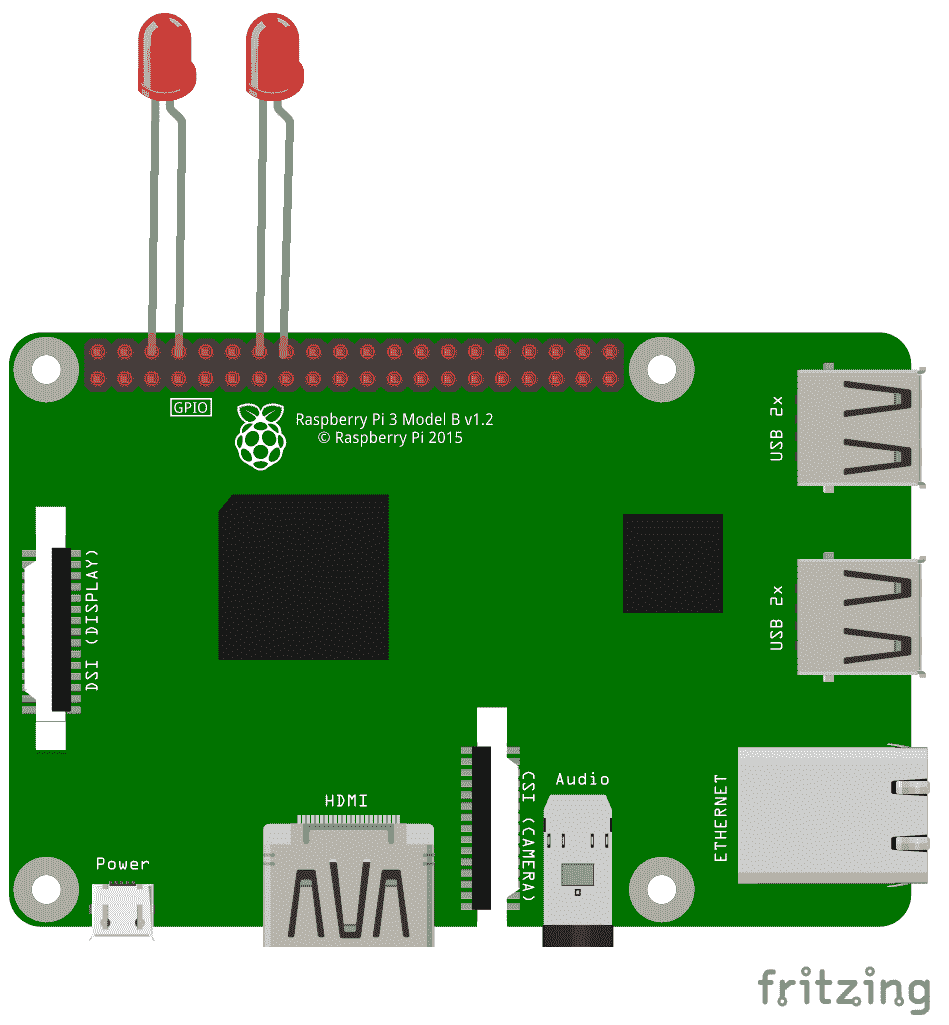 GPIO
Raspberry Pi 3 Model B v1.2
© Raspberry Pi 2015
USB 2x
DSI (DISPLAY)
USB 2x
HDMI
CSI (CAMERA)
Audio
ETHERNET
Power
fritzing